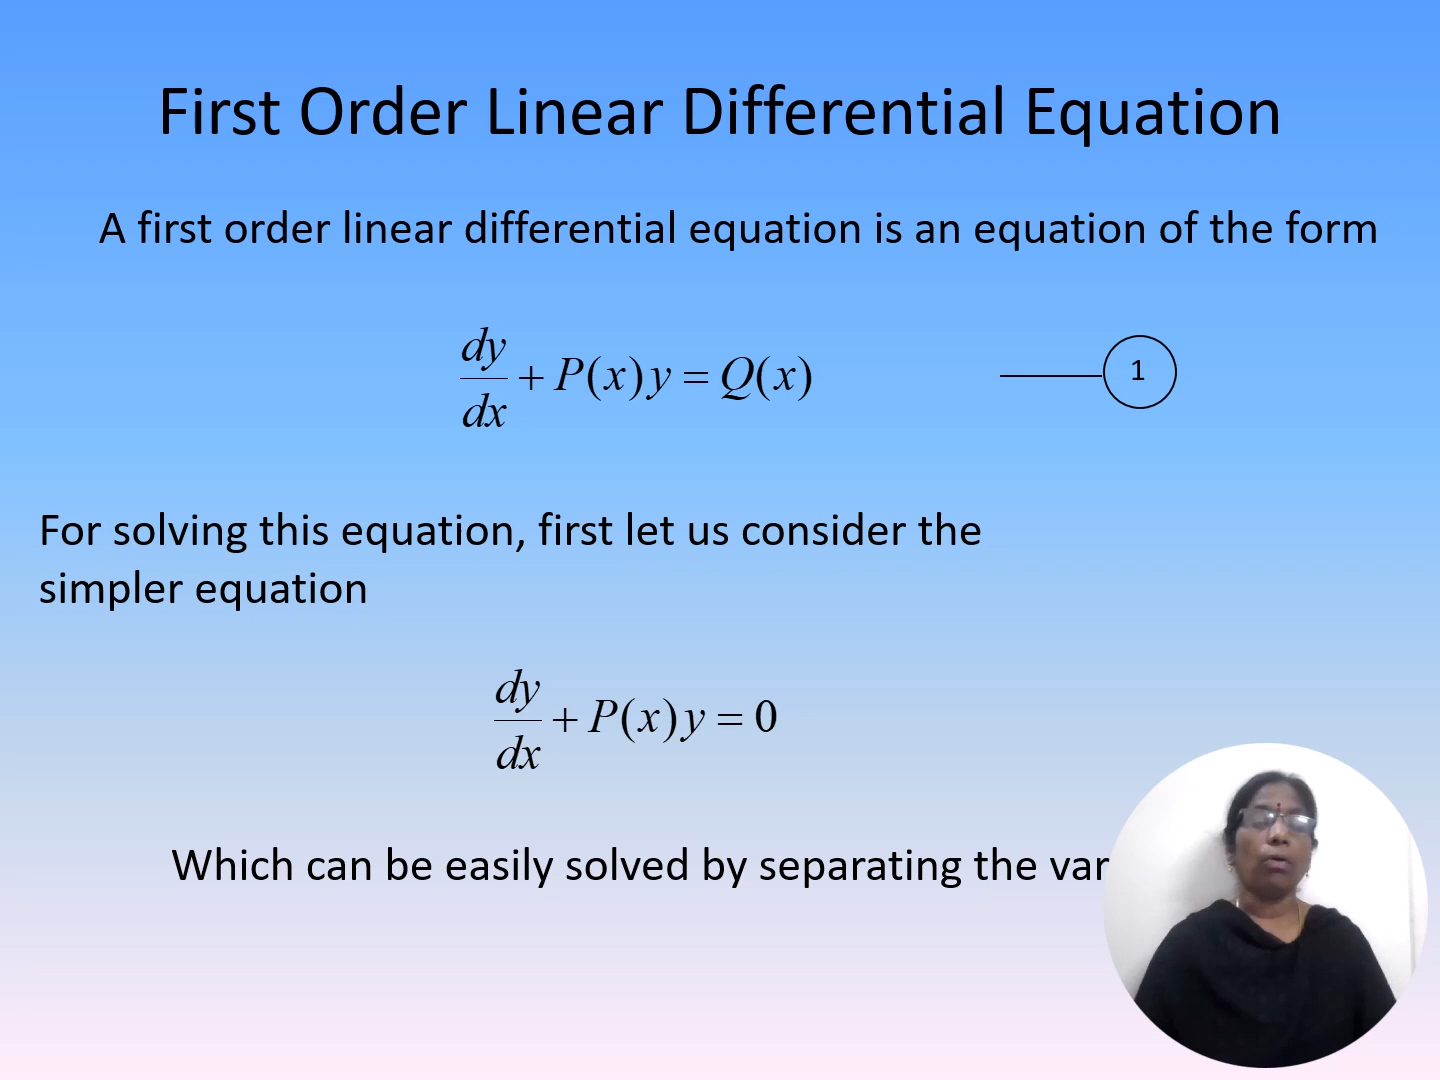 First Order Linear Differential Equation
A first order linear differential equation is an equation of the form
dy/dx + P(x)y = Q(x)
1
For solving this equation, first let us consider the
simpler equation
dy/dx + P(x)y = 0
Which can be easily solved by separating the